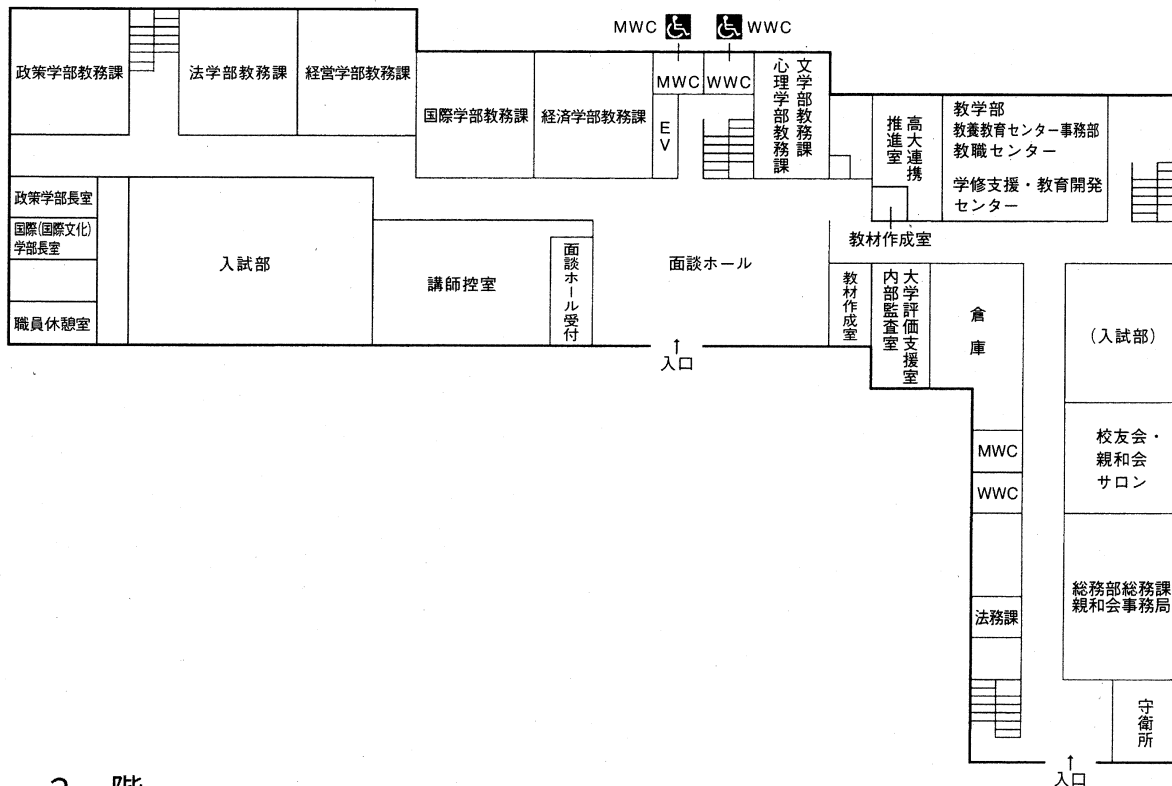 MWC WWC
政策学部教務課
法学部教務課
経営学部教務課
国際学部教務課
経済学部教務課
MWC
WWC
EV
文学部教務課
心理学部教務課
高大連携
推進室
教学部
教養教育センター事務部
教職センター
学修支援・教育開発
センター
教材作成室
政策学部長室
国際(国際文化)
学部長室
職員休憩室
入試部
講師控室
面談ホール受付
面談ホール
教材作成室
大学評価支援室
内部監査室
倉庫
(入試部)
↑
入口
MWC
WWC
校友会・
親和会
サロン
法務課
総務部総務課
親和会事務局
守衛所
↑
入口